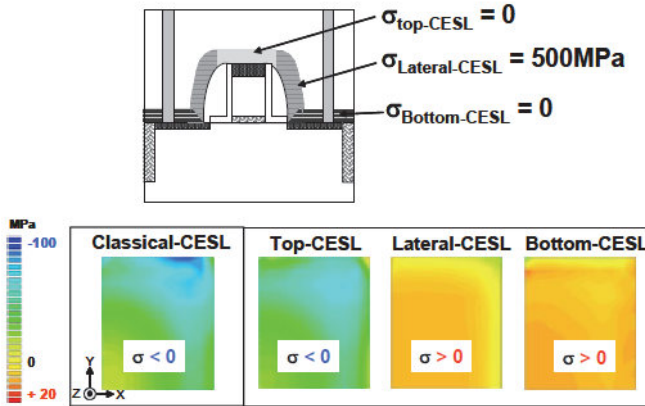 σtop-CESL = 0
σLateral-CESL = 500MPa
σBottom-CESL = 0
MPa
-100
0
+ 20
Classical-CESL
Top-CESL
Lateral-CESL
Bottom-CESL
σ < 0
σ < 0
σ > 0
σ > 0
Y
Z
X